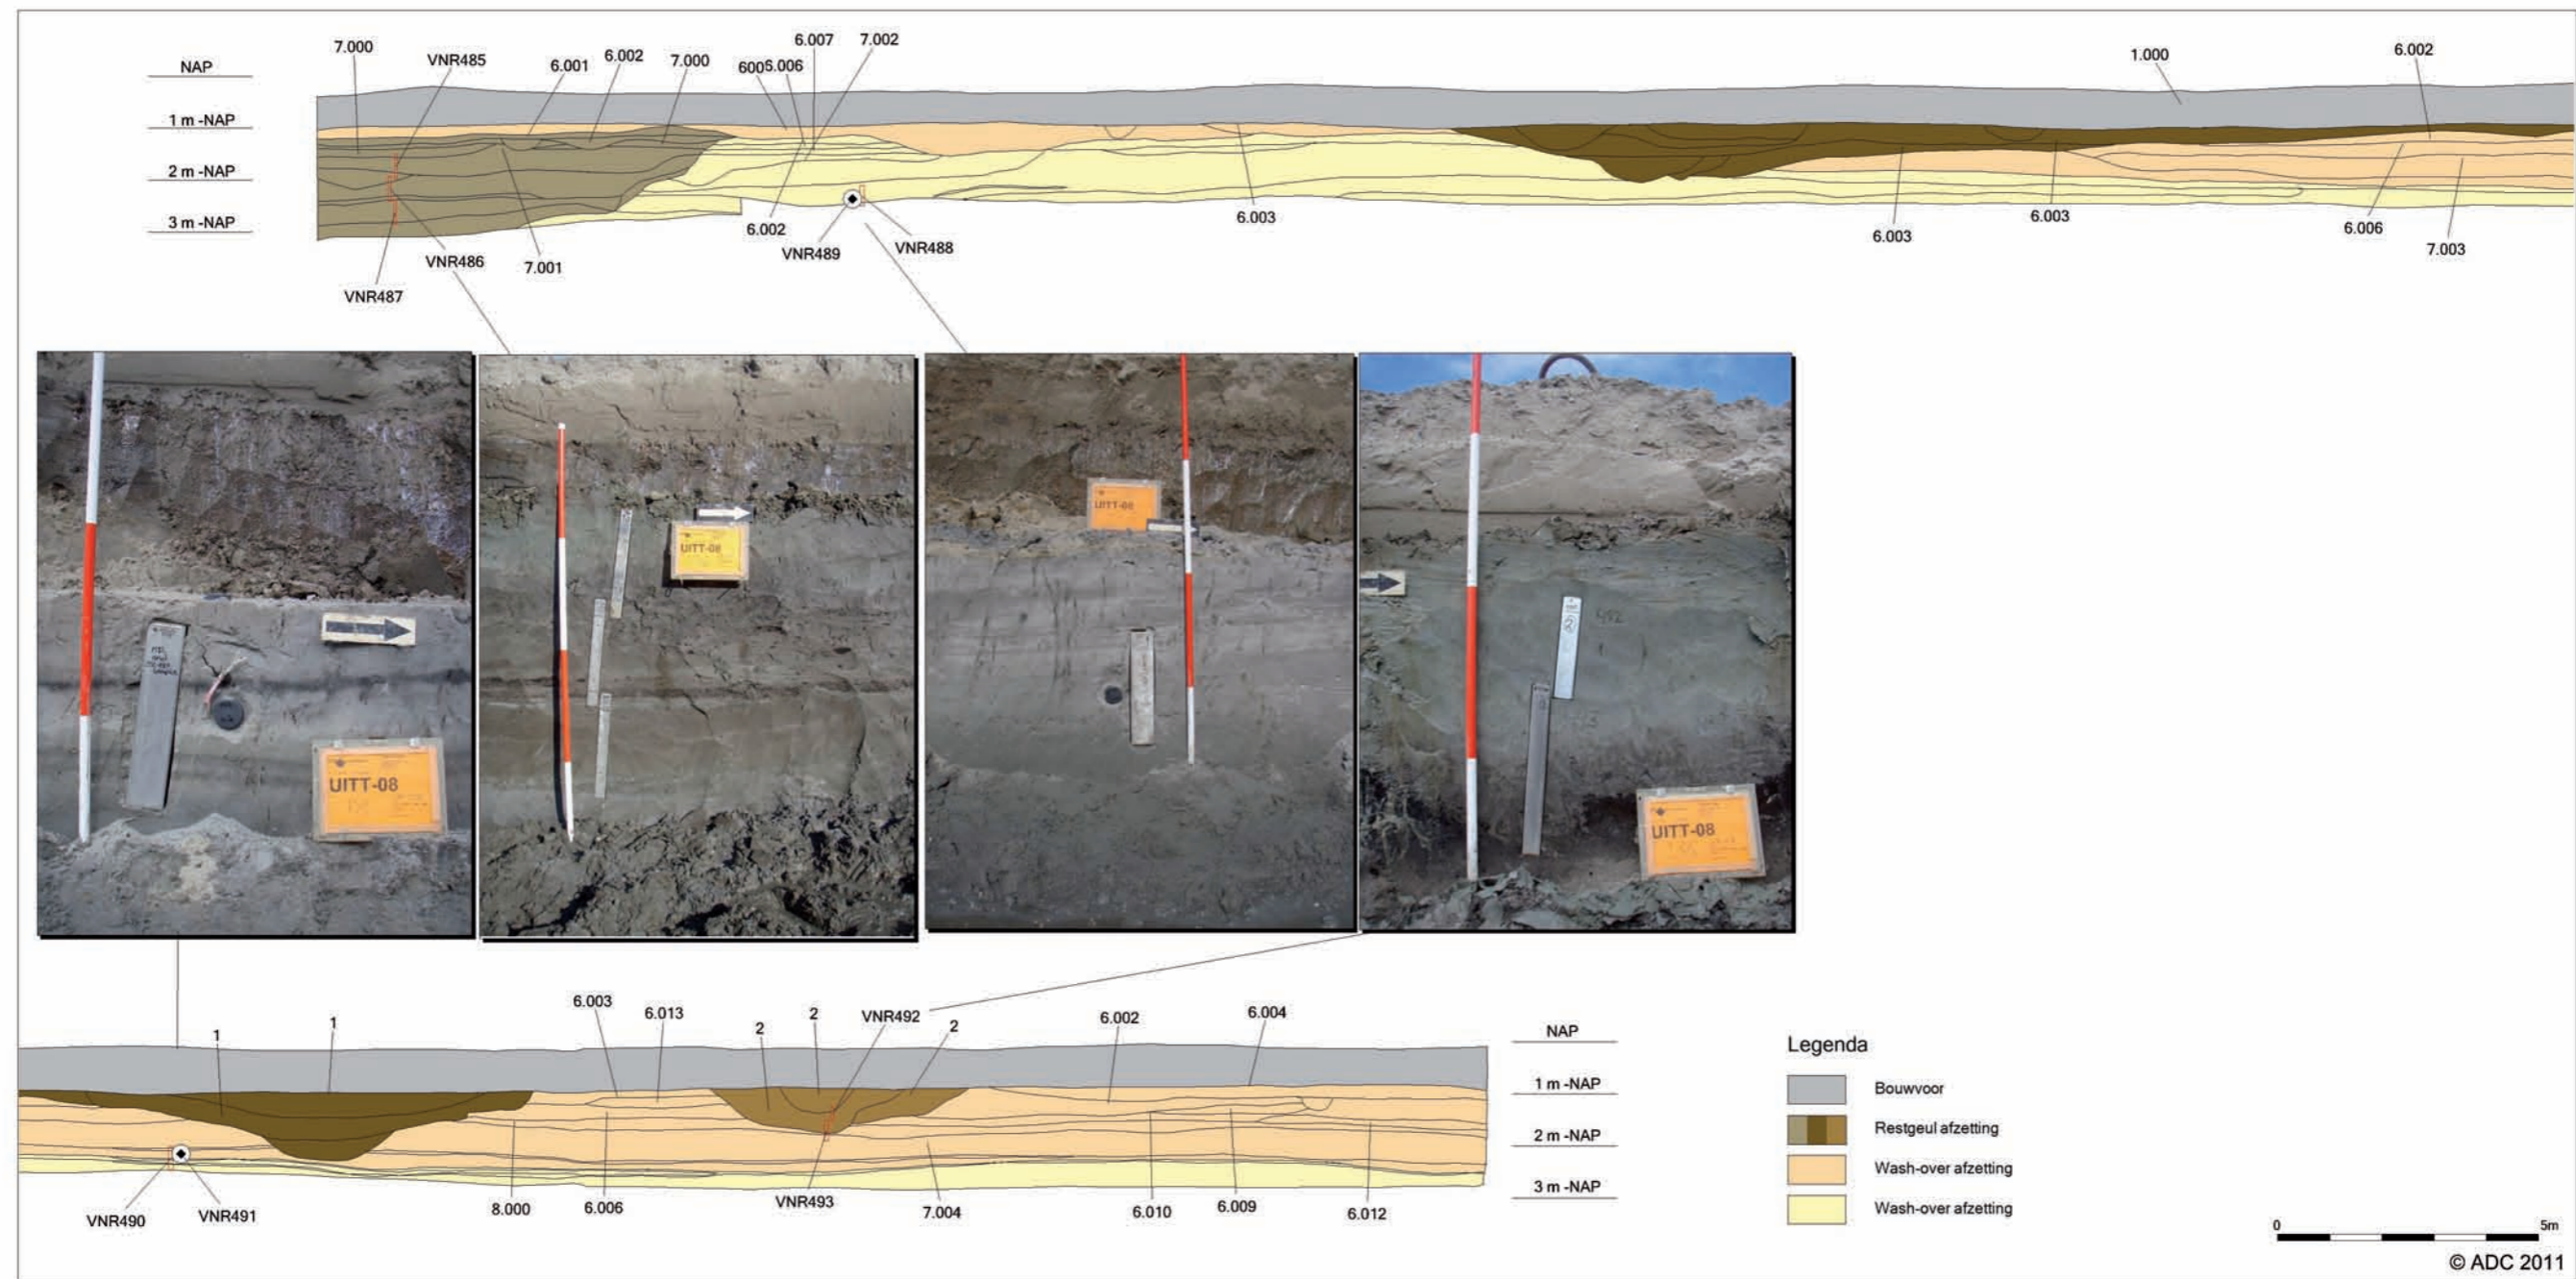 7.000
VNR485
6.001
6.002
7.000
6005.006
6.007
7.002
1.000
6.002
NAP
1 m -NAP
2 m -NAP
3 m -NAP
VNR487
VNR486
7.001
6.002
VNR489
VNR488
6.003
6.003
6.003
6.006
7.003
UITT-08
UITT-08
UITT-08
492
UITT-08
1
1
6.003
6.013
2
2
VNR492
2
6.002
6.004
NAP
1 m -NAP
2 m -NAP
3 m -NAP
VNR490
VNR491
8.000
6.006
VNR493
7.004
6.010
6.009
6.012
Legenda
Bouwvoor
Restgeul afzetting
Wash-over afzetting
Wash-over afzetting
0 5m
© ADC 2011